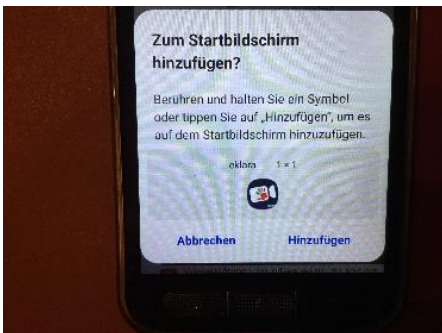 Zum Startbildschirm
hinzufügen?
Berühren und halten Sie ein Symbol
oder tippen Sie auf „Hinzufügen“, um es
auf dem Startbildschirm hinzuzufügen.
eklara 1 × 1
Abbrechen Hinzufügen